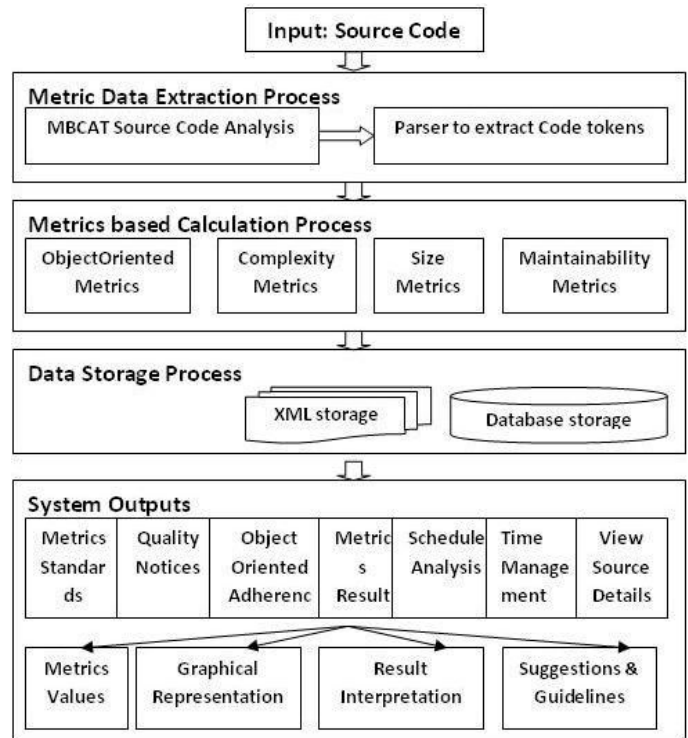 Input: Source Code
Metric Data Extraction Process
MBCAT Source Code Analysis
Parser to extract Code tokens
Metrics based Calculation Process
ObjectOriented
Metrics
Complexity
Metrics
Size
Metrics
Maintainability
Metrics
Data Storage Process
XML storage
Database storage
System Outputs
Metrics
Standar
ds
Quality
Notices
Object
Oriented
Adherenc
Metric
s
Result
Schedule
Analysis
Time
Manage
ment
View
Source
Details
Metrics
Values
Graphical
Representation
Result
Interpretation
Suggestions &
Guidelines